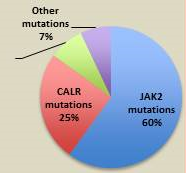 Other
mutations
7%
JAK2
mutations
60%
CALR
mutations
25%